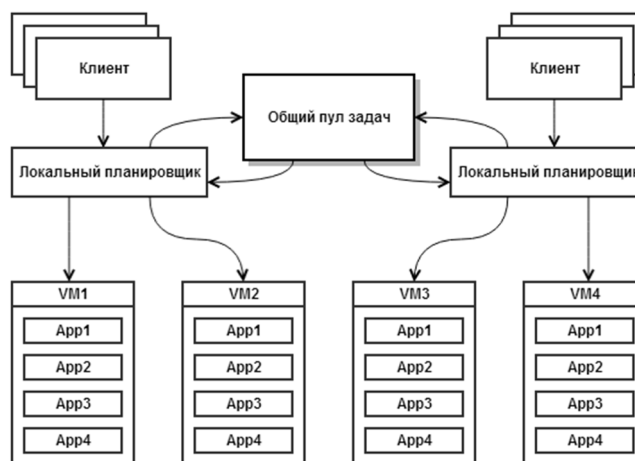 Клиент
Клиент
Общий пул задач
Локальный планировщик
Локальный планировщик
VM1
VM2
VM3
VM4
App1
App1
App1
App1
App2
App2
App2
App2
App3
App3
App3
App3
App4
App4
App4
App4